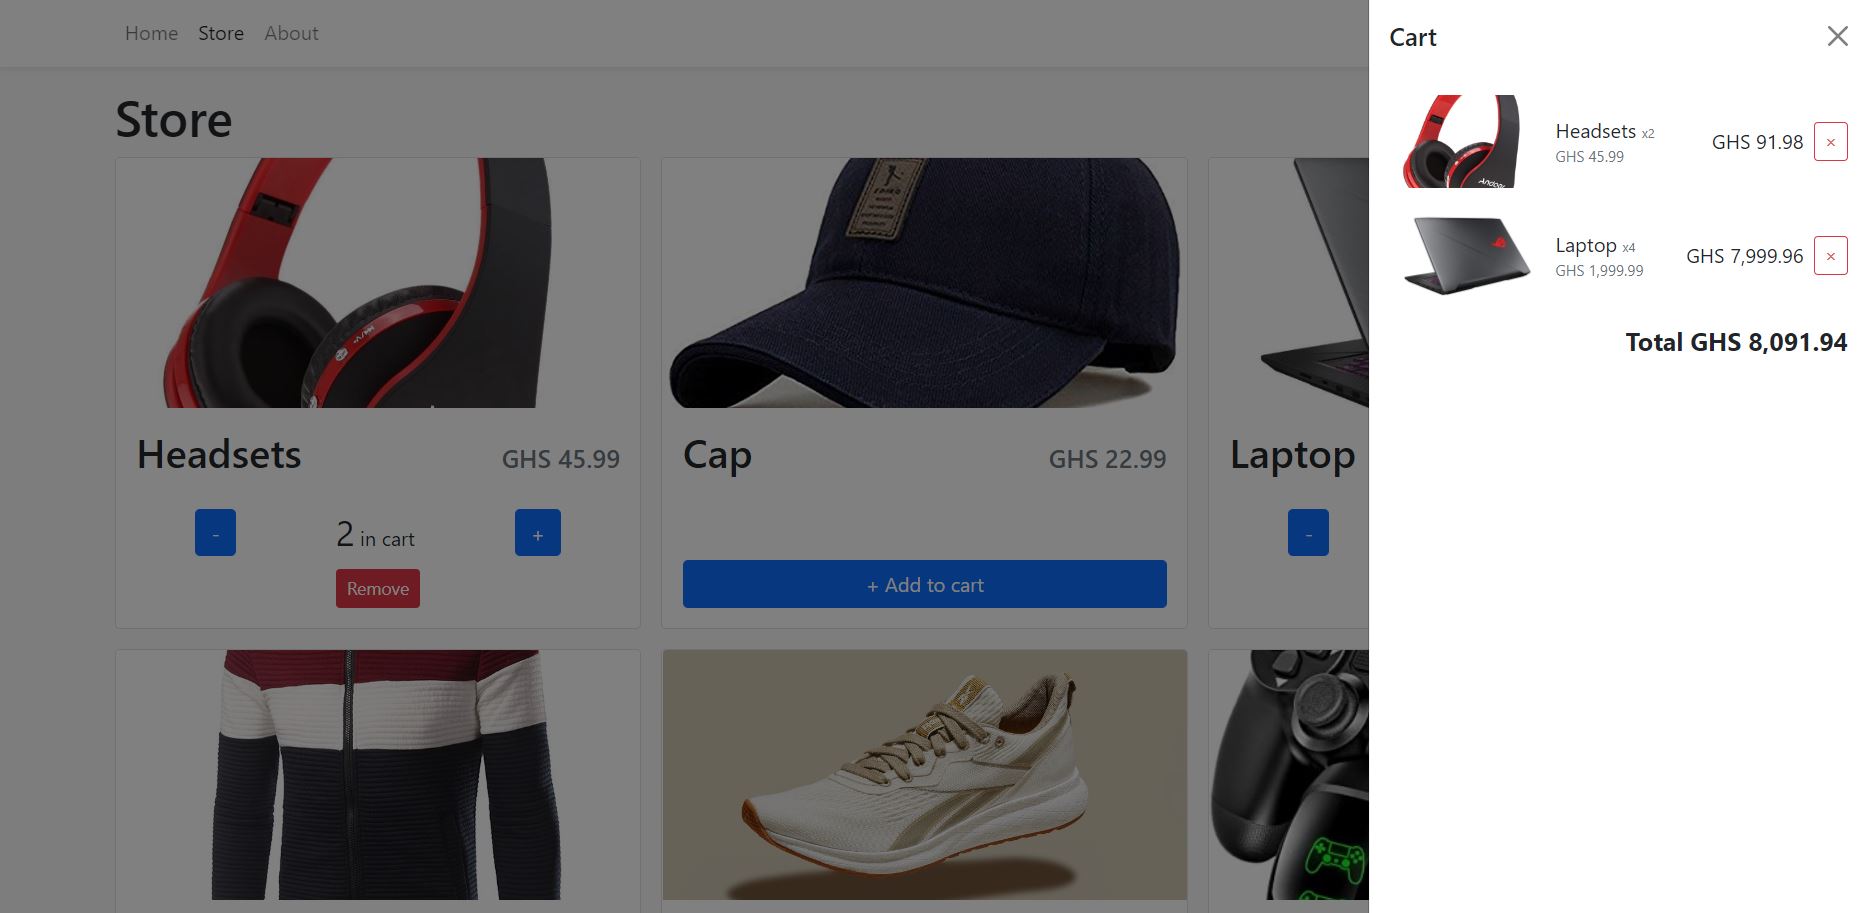 Home Store About
Store
Headsets GHS 45.99
- 2 in cart +
Remove
Cap GHS 22.99
+ Add to cart
Laptop
-
Cart
Headsets x2
GHS 45.99
GHS 91.98 ×
Laptop x4
GHS 1,999.99
GHS 7,999.96 ×
Total GHS 8,091.94